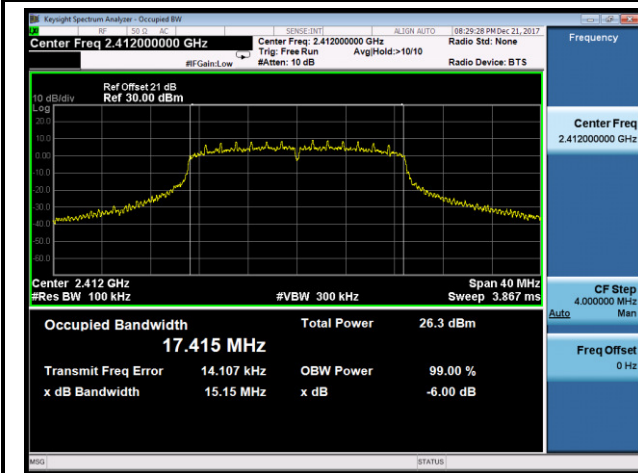 Keysight Spectrum Analyzer - Occupied BW
RF 50 Ω AC SENSE:INT ALIGN AUTO 08:29:28 PM Dec 21, 2017
Center Freq 2.412000000 GHz Center Freq: 2.412000000 GHz Radio Std: None Frequency
Trig: Free Run Avg|Hold:>10/10
#IFGain:Low #Atten: 10 dB Radio Device: BTS
Ref Offset 21 dB
10 dB/div Ref 30.00 dBm
Log
20.0
10.0
0.00
-10.0
-20.0
-30.0
-40.0
-50.0
-60.0
Center Freq
2.412000000 GHz
Center 2.412 GHz Span 40 MHz
#Res BW 100 kHz #VBW 300 kHz Sweep 3.867 ms
CF Step
4.000000 MHz
Auto Man
Occupied Bandwidth Total Power 26.3 dBm
17.415 MHz
Freq Offset
0 Hz
Transmit Freq Error 14.107 kHz OBW Power 99.00 %
x dB Bandwidth 15.15 MHz x dB -6.00 dB
MSG STATUS